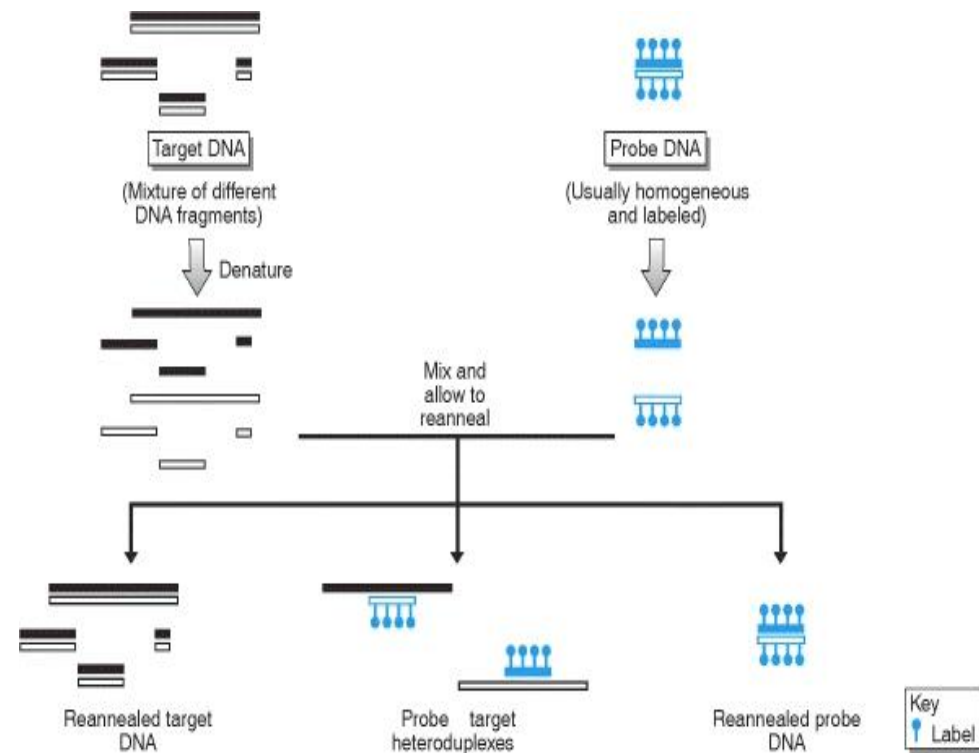 Target DNA
(Mixture of different
DNA fragments)
Probe DNA
(Usually homogeneous
and labeled)
Denature
Mix and
allow to
reanneal
Reannealed target
DNA
Probe target
heteroduplexes
Reannealed probe
DNA
Key
Label